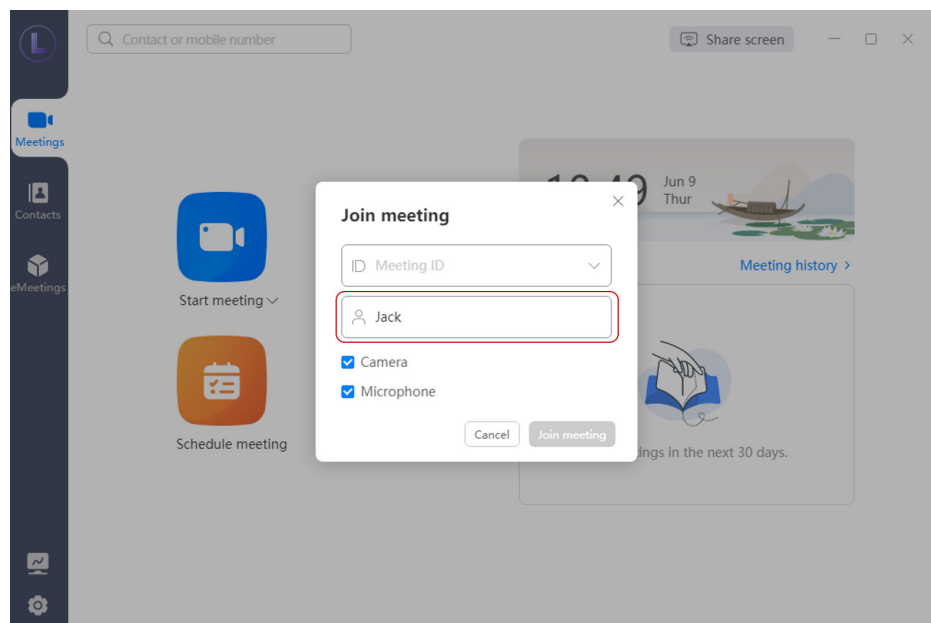 Contact or mobile number
Share screen
Meetings
Contacts
eMeetings
Jun 9
Thur
Meeting history
Start meeting
Schedule meeting
Join meeting
ID Meeting ID
Jack
Camera
Microphone
Cancel
Join meeting
ings in the next 30 days.